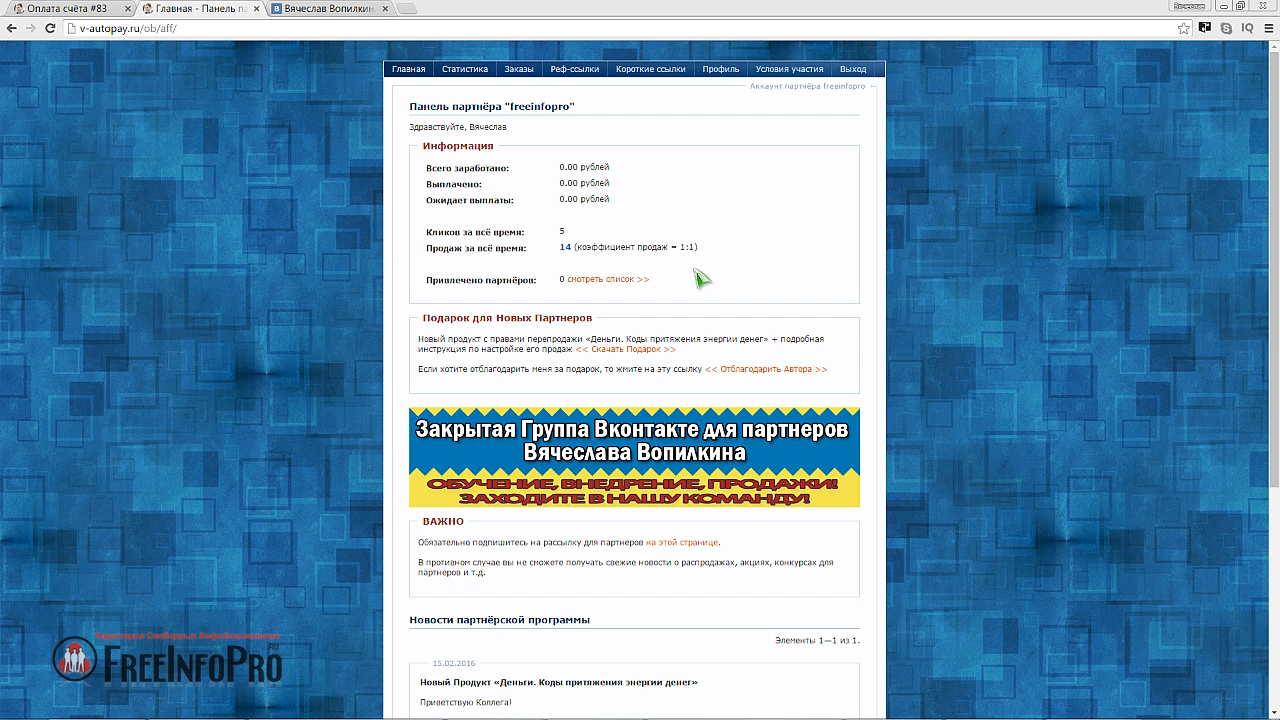 Оплата счёта #83
Главная - Панель па
Вячеслав Вопилкин.
Вячеслав
v-autopay.ru/ob/aff/
Главная Статистика Заказы Реф-ссылки Короткие ссылки Профиль Условия участия Выход
Аккаунт партнёра freeinfopro
Панель партнёра "freeinfopro"
Здравствуйте, Вячеслав
Информация
Всего заработано: 0.00 рублей
Выплачено: 0.00 рублей
Ожидает выплаты: 0.00 рублей
Кликов за всё время: 5
Продаж за всё время: 14 (коэффициент продаж = 1:1)
Привлечено партнёров: 0 смотреть список >>
Подарок для Новых Партнеров
Новый продукт с правами перепродажи «Деньги. Коды притяжения энергии денег» + подробная
инструкция по настройке его продаж << Скачать Подарок >>
Если хотите отблагодарить меня за подарок, то жмите на эту ссылку << Отблагодарить Автора >>
Закрытая Группа Вконтакте для партнеров
Вячеслава Вопилкина
ОБУЧЕНИЕ, ВНЕДРЕНИЕ, ПРОДАЖИ!
ЗАХОДИТЕ В НАШУ КОМАНДУ!
ВАЖНО
Обязательно подпишитесь на рассылку для партнеров на этой странице.
В противном случае вы не сможете получать свежие новости о распродажах, акциях, конкурсах для
партнеров и т.д.
Новости партнёрской программы
Элементы 1—1 из 1.
15.02.2016
Новый Продукт «Деньги. Коды притяжения энергии денег»
Приветствую Коллега!
Территория Свободных Инфобизнесменов
FREEINFOPRO
.RU